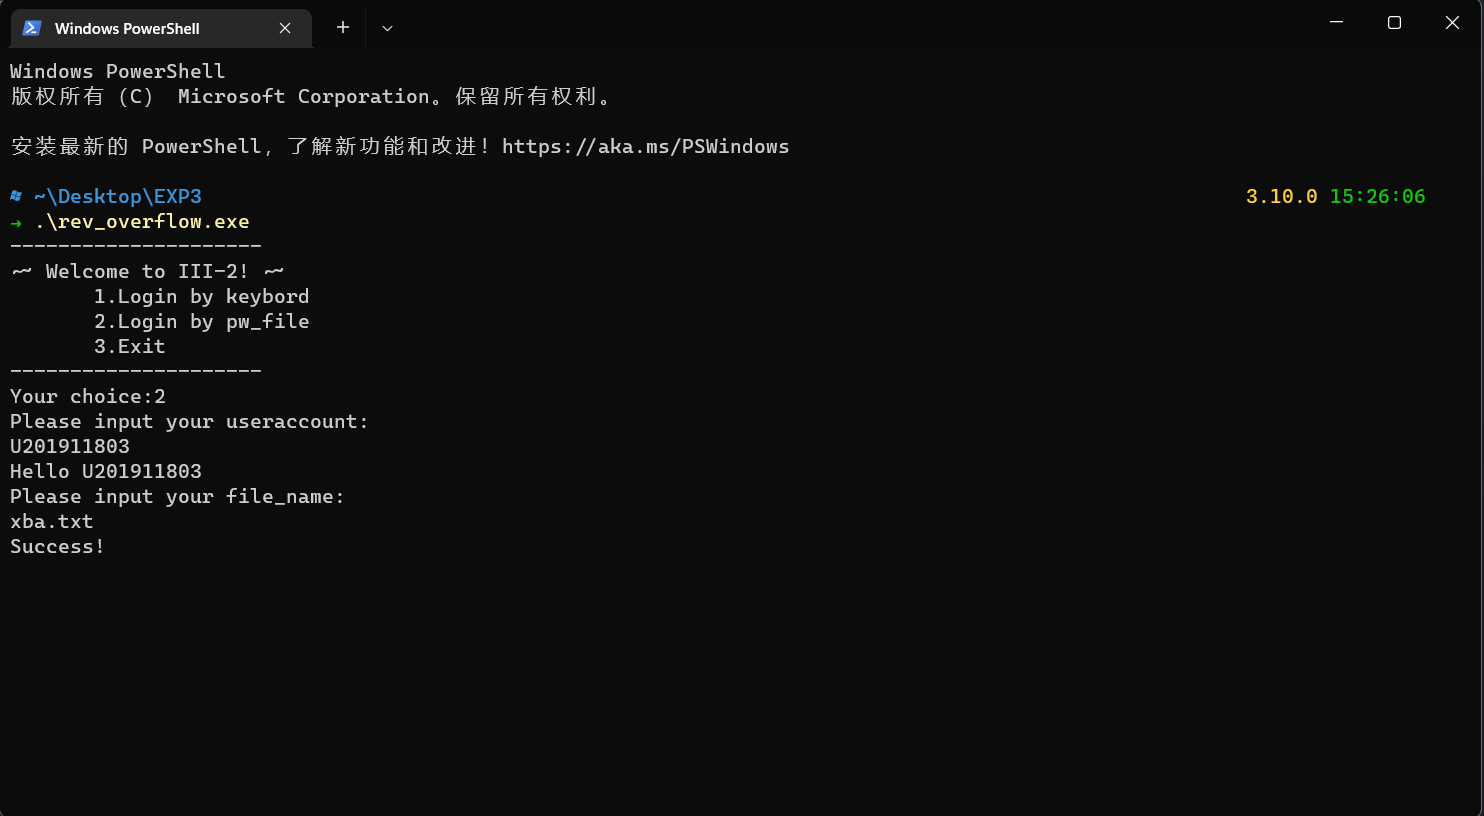 Windows PowerShell
Windows PowerShell
版权所有 (C) Microsoft Corporation。保留所有权利。
安装最新的 PowerShell，了解新功能和改进！https://aka.ms/PSWindows
~\Desktop\EXP3 3.10.0 15:26:06
→ .\rev_overflow.exe
---------------------
~~ Welcome to III-2! ~~
1.Login by keybord
2.Login by pw_file
3.Exit
---------------------
Your choice:2
Please input your useraccount:
U201911803
Hello U201911803
Please input your file_name:
xba.txt
Success!